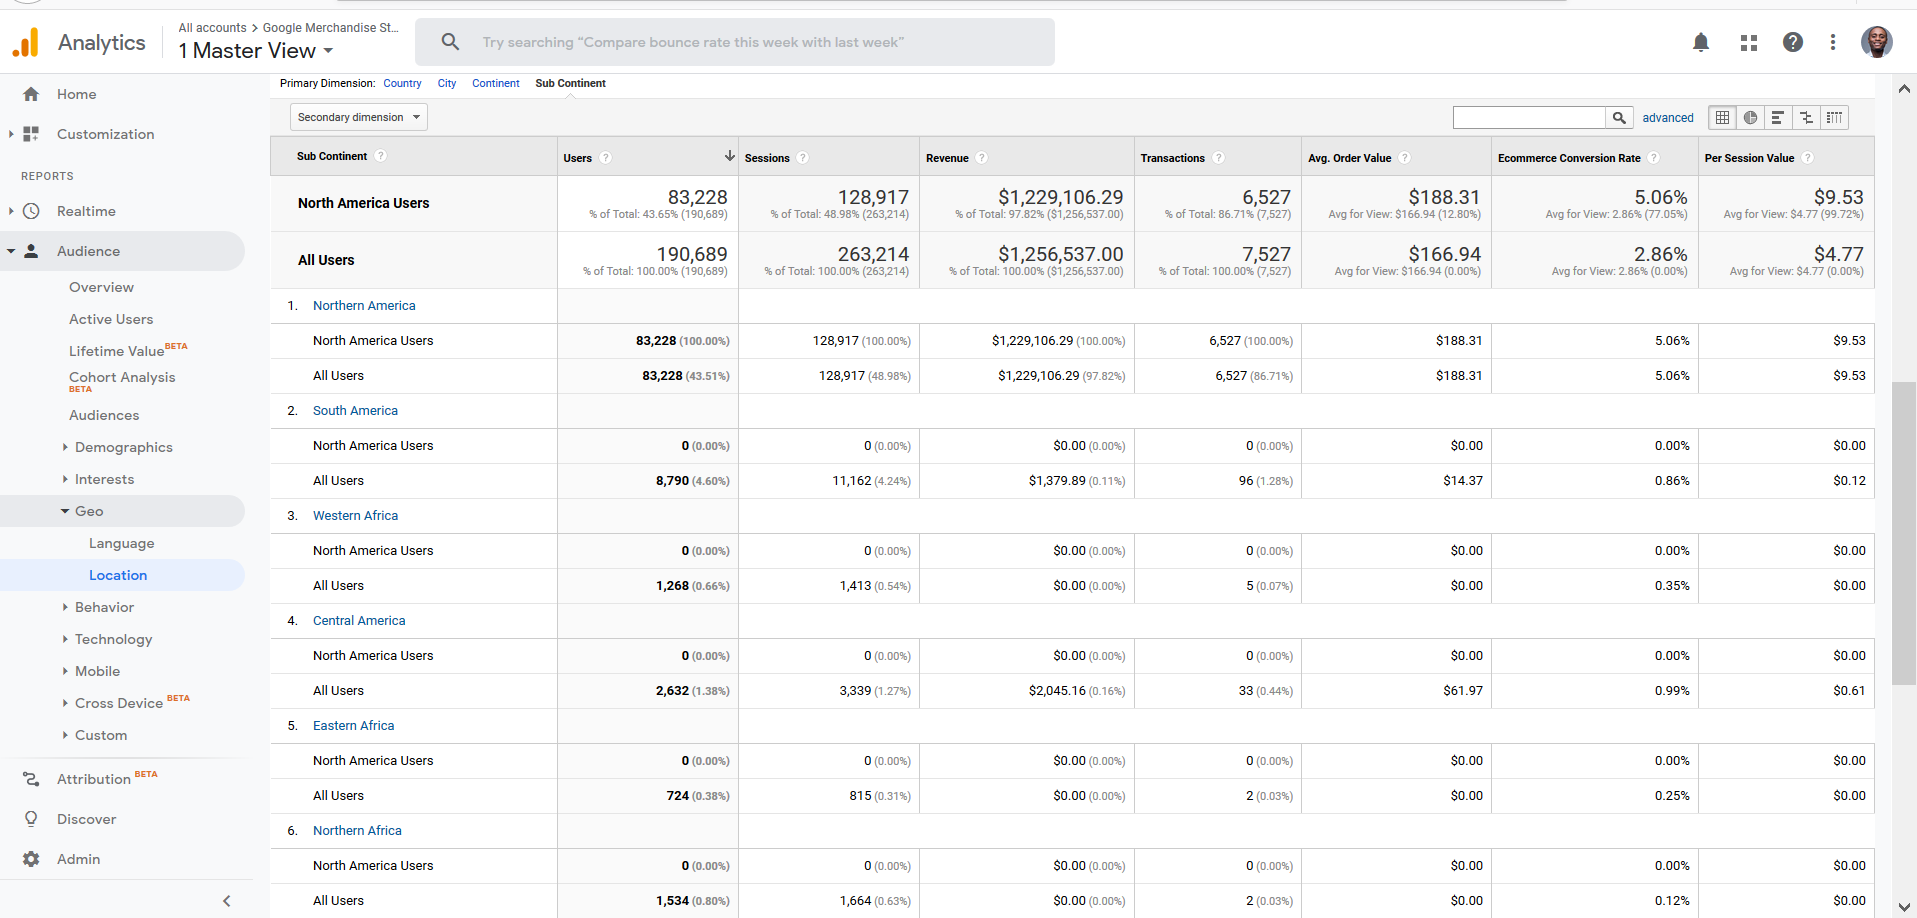 Analytics
All accounts > Google Merchandise St...
1 Master View
Try searching “Compare bounce rate this week with last week”
Home
Customization
REPORTS
Realtime
Audience
Overview
Active Users
Lifetime Value BETA
Cohort Analysis
BETA
Audiences
Demographics
Interests
Geo
Language
Location
Behavior
Technology
Mobile
Cross Device BETA
Custom
Attribution BETA
Discover
Admin
Primary Dimension: Country City Continent Sub Continent
Secondary dimension
advanced
Sub Continent ? Users ? Sessions ? Revenue ? Transactions ? Avg. Order Value ? Ecommerce Conversion Rate ? Per Session Value ?
North America Users 83,228 128,917 $1,229,106.29 6,527 $188.31 5.06% $9.53
% of Total: 43.65% (190,689) % of Total: 48.98% (263,214) % of Total: 97.82% ($1,256,537.00) % of Total: 86.71% (7,527) Avg for View: $166.94 (12.80%) Avg for View: 2.86% (77.05%) Avg for View: $4.77 (99.72%)
All Users 190,689 263,214 $1,256,537.00 7,527 $166.94 2.86% $4.77
% of Total: 100.00% (190,689) % of Total: 100.00% (263,214) % of Total: 100.00% ($1,256,537.00) % of Total: 100.00% (7,527) Avg for View: $166.94 (0.00%) Avg for View: 2.86% (0.00%) Avg for View: $4.77 (0.00%)
1. Northern America
North America Users 83,228 (100.00%) 128,917 (100.00%) $1,229,106.29 (100.00%) 6,527 (100.00%) $188.31 5.06% $9.53
All Users 83,228 (43.51%) 128,917 (48.98%) $1,229,106.29 (97.82%) 6,527 (86.71%) $188.31 5.06% $9.53
2. South America
North America Users 0 (0.00%) 0 (0.00%) $0.00 (0.00%) 0 (0.00%) $0.00 0.00% $0.00
All Users 8,790 (4.60%) 11,162 (4.24%) $1,379.89 (0.11%) 96 (1.28%) $14.37 0.86% $0.12
3. Western Africa
North America Users 0 (0.00%) 0 (0.00%) $0.00 (0.00%) 0 (0.00%) $0.00 0.00% $0.00
All Users 1,268 (0.66%) 1,413 (0.54%) $0.00 (0.00%) 5 (0.07%) $0.00 0.35% $0.00
4. Central America
North America Users 0 (0.00%) 0 (0.00%) $0.00 (0.00%) 0 (0.00%) $0.00 0.00% $0.00
All Users 2,632 (1.38%) 3,339 (1.27%) $2,045.16 (0.16%) 33 (0.44%) $61.97 0.99% $0.61
5. Eastern Africa
North America Users 0 (0.00%) 0 (0.00%) $0.00 (0.00%) 0 (0.00%) $0.00 0.00% $0.00
All Users 724 (0.38%) 815 (0.31%) $0.00 (0.00%) 2 (0.03%) $0.00 0.25% $0.00
6. Northern Africa
North America Users 0 (0.00%) 0 (0.00%) $0.00 (0.00%) 0 (0.00%) $0.00 0.00% $0.00
All Users 1,534 (0.80%) 1,664 (0.63%) $0.00 (0.00%) 2 (0.03%) $0.00 0.12% $0.00